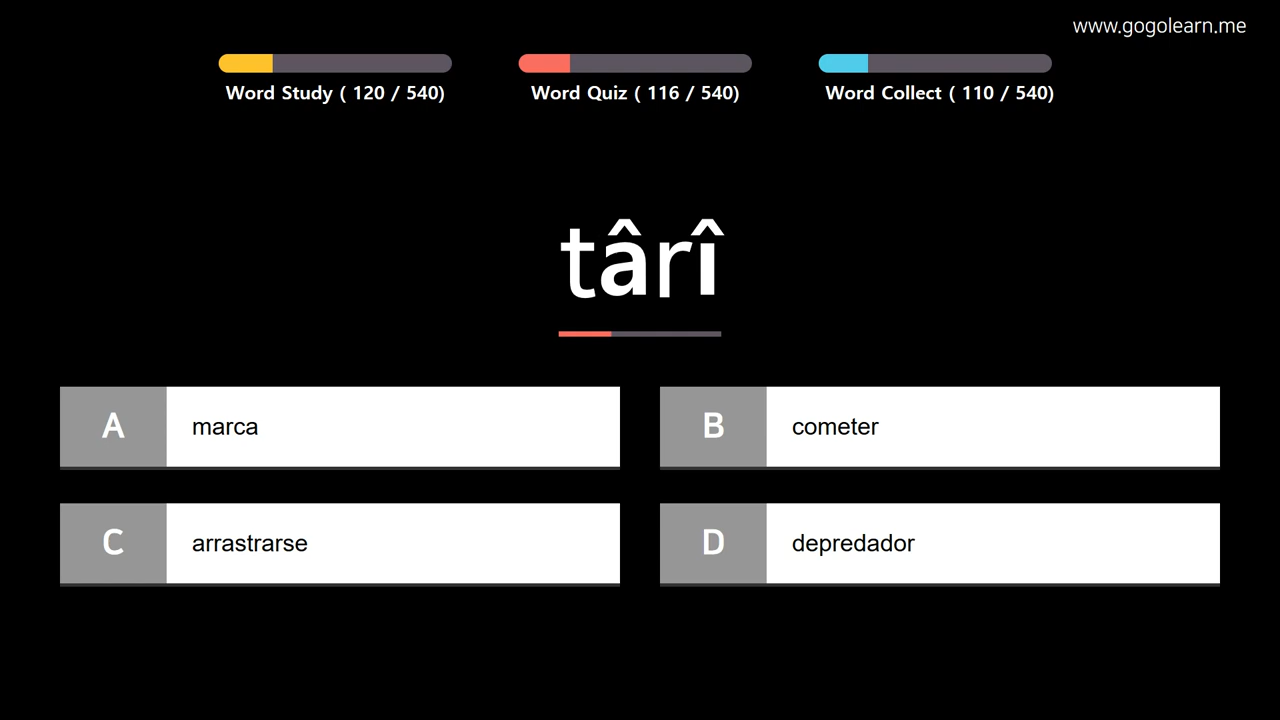 www.gogolearn.me
Word Study ( 120 / 540)
Word Quiz ( 116 / 540)
Word Collect ( 110 / 540)
târî
A marca
B cometer
C arrastrarse
D depredador